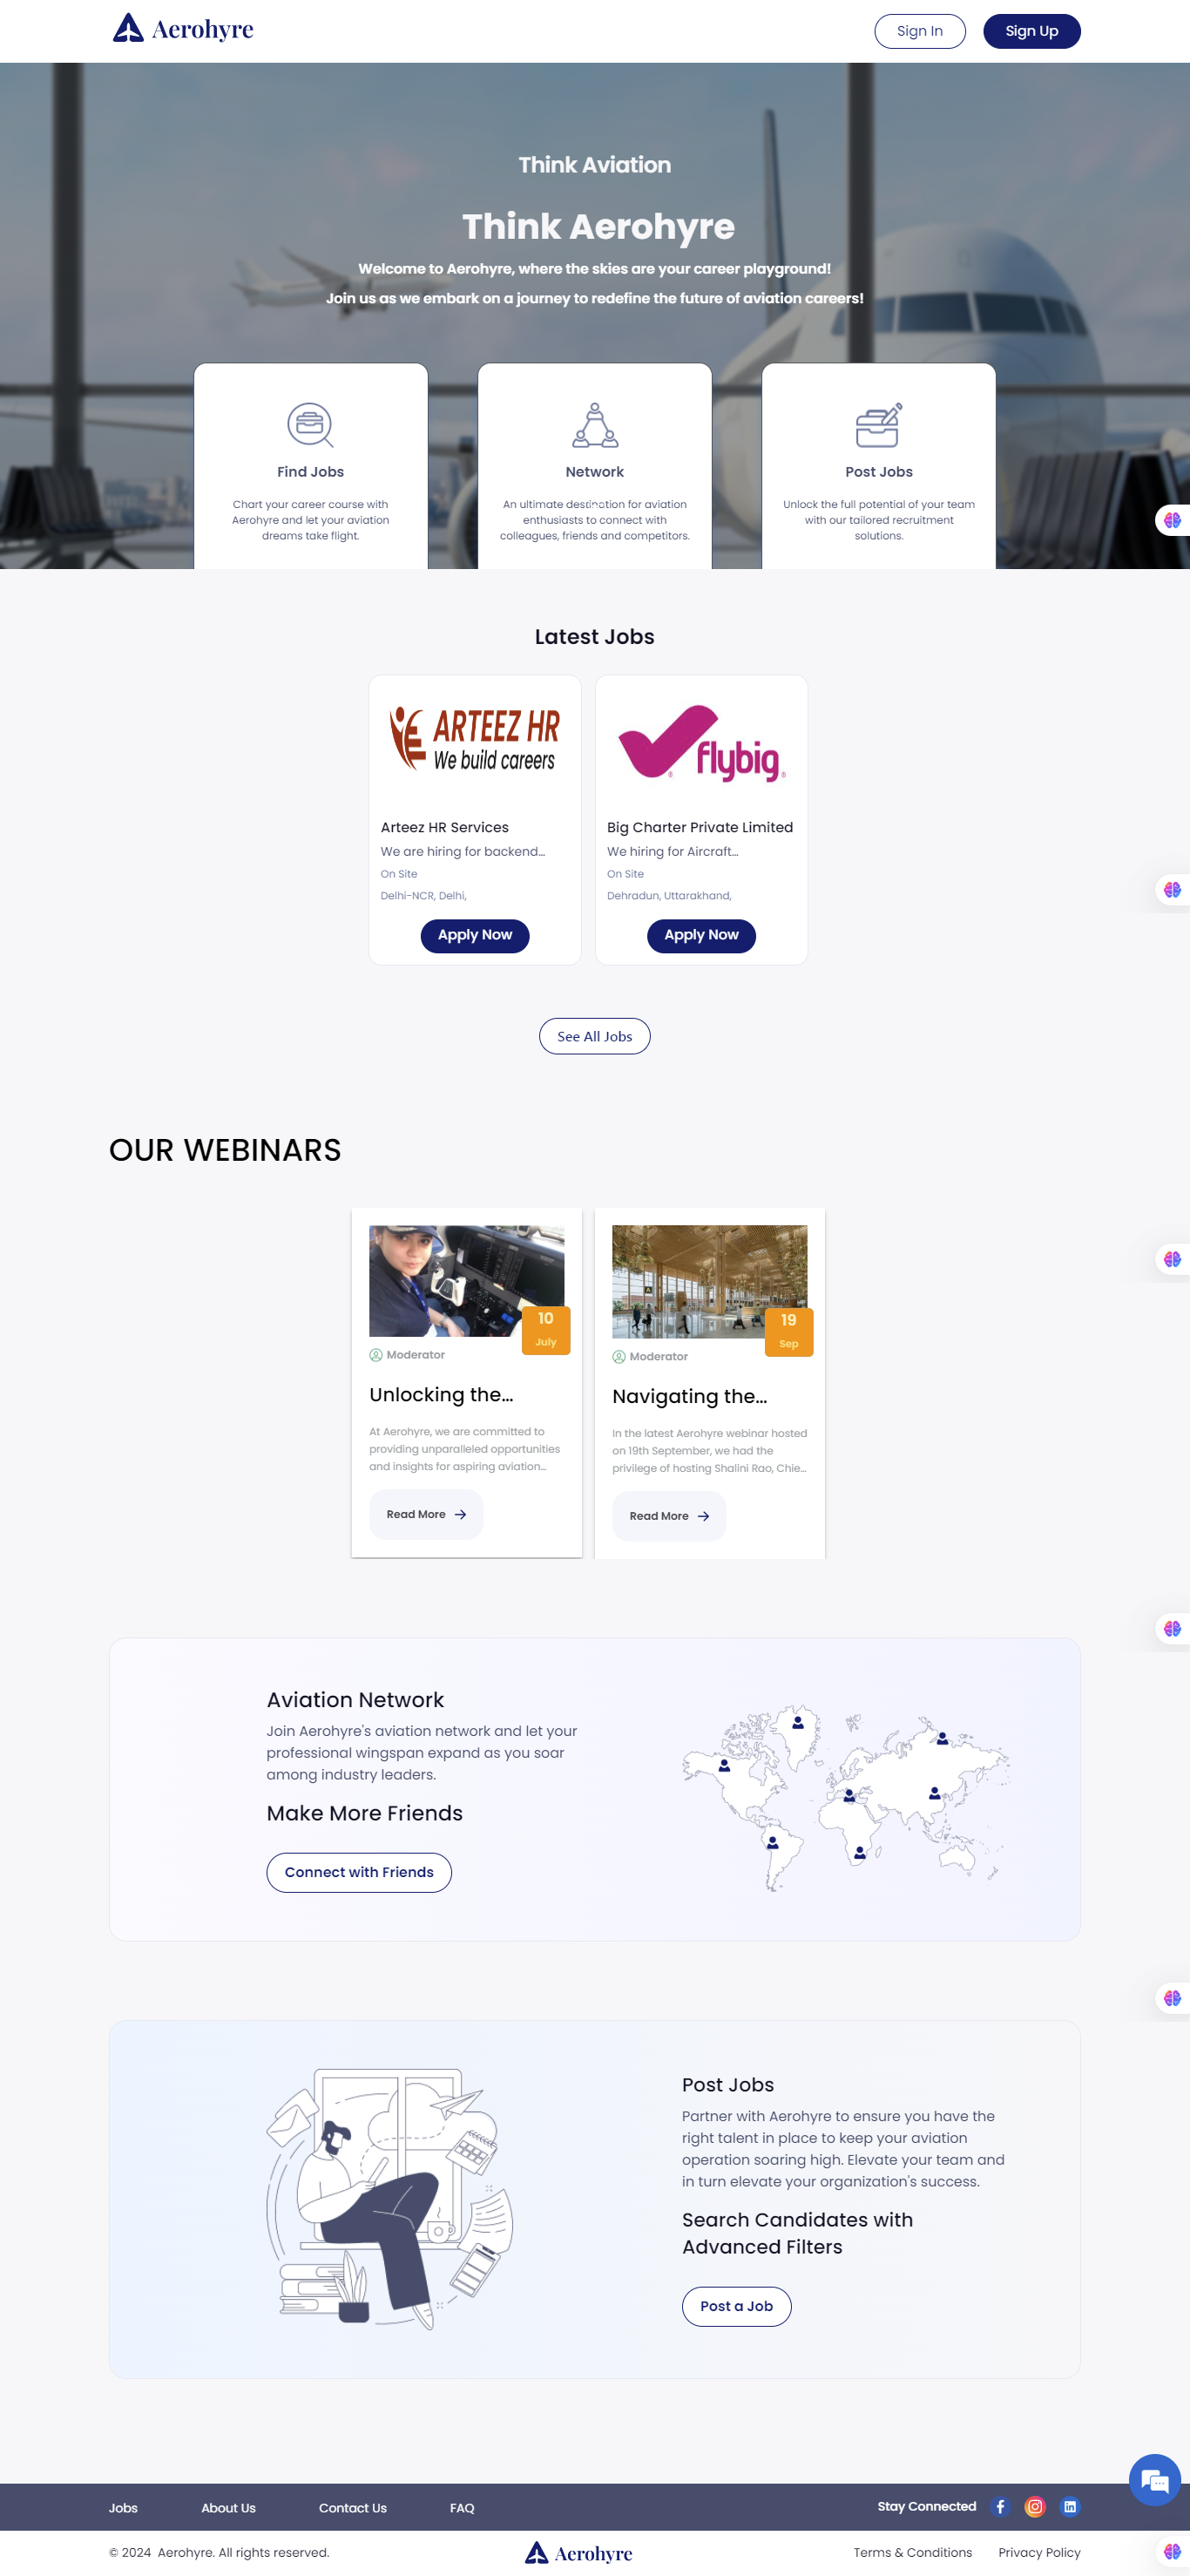 Aerohyre
Sign In
Sign Up
Think Aviation
Think Aerohyre
Welcome to Aerohyre, where the skies are your career playground!
Join us as we embark on a journey to redefine the future of aviation careers!
Find Jobs
Chart your career course with
Aerohyre and let your aviation
dreams take flight.
Network
An ultimate destination for aviation
enthusiasts to connect with
colleagues, friends and competitors.
Post Jobs
Unlock the full potential of your team
with our tailored recruitment
solutions.
Latest Jobs
ARTEEZ HR
We build careers
Arteez HR Services
We are hiring for backend...
On Site
Delhi-NCR, Delhi,
Apply Now
flybig
Big Charter Private Limited
We hiring for Aircraft...
On Site
Dehradun, Uttarakhand,
Apply Now
See All Jobs
OUR WEBINARS
10
July
Moderator
Unlocking the...
At Aerohyre, we are committed to
providing unparalleled opportunities
and insights for aspiring aviation...
Read More
19
Sep
Moderator
Navigating the...
In the latest Aerohyre webinar hosted
on 19th September, we had the
privilege of hosting Shalini Rao, Chie...
Read More
Aviation Network
Join Aerohyre's aviation network and let your
professional wingspan expand as you soar
among industry leaders.
Make More Friends
Connect with Friends
Post Jobs
Partner with Aerohyre to ensure you have the
right talent in place to keep your aviation
operation soaring high. Elevate your team and
in turn elevate your organization's success.
Search Candidates with
Advanced Filters
Post a Job
Jobs
About Us
Contact Us
FAQ
Stay Connected
© 2024 Aerohyre. All rights reserved.
Aerohyre
Terms & Conditions
Privacy Policy